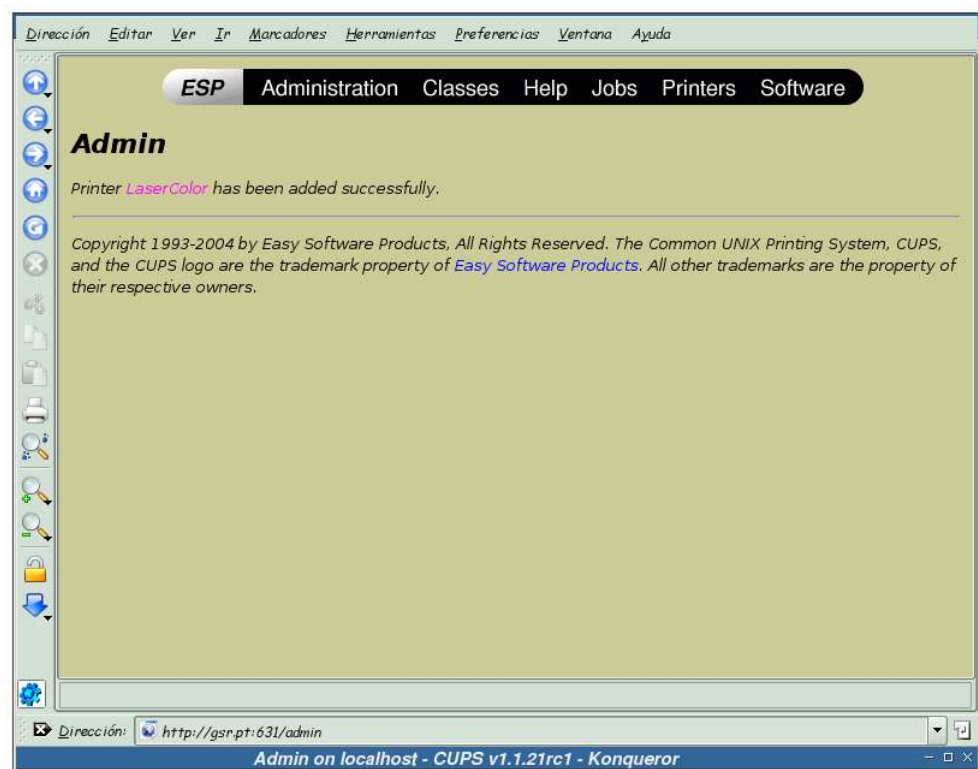 Dirección Editar Ver Ir Marcadores Herramientas Preferencias Ventana Ayuda
ESP Administration Classes Help Jobs Printers Software
Admin
Printer LaserColor has been added successfully.
Copyright 1993-2004 by Easy Software Products, All Rights Reserved. The Common UNIX Printing System, CUPS,
and the CUPS logo are the trademark property of Easy Software Products. All other trademarks are the property of
their respective owners.
Dirección: http://gsr.pt:631/admin
Admin on localhost - CUPS v1.1.21rc1 - Konqueror